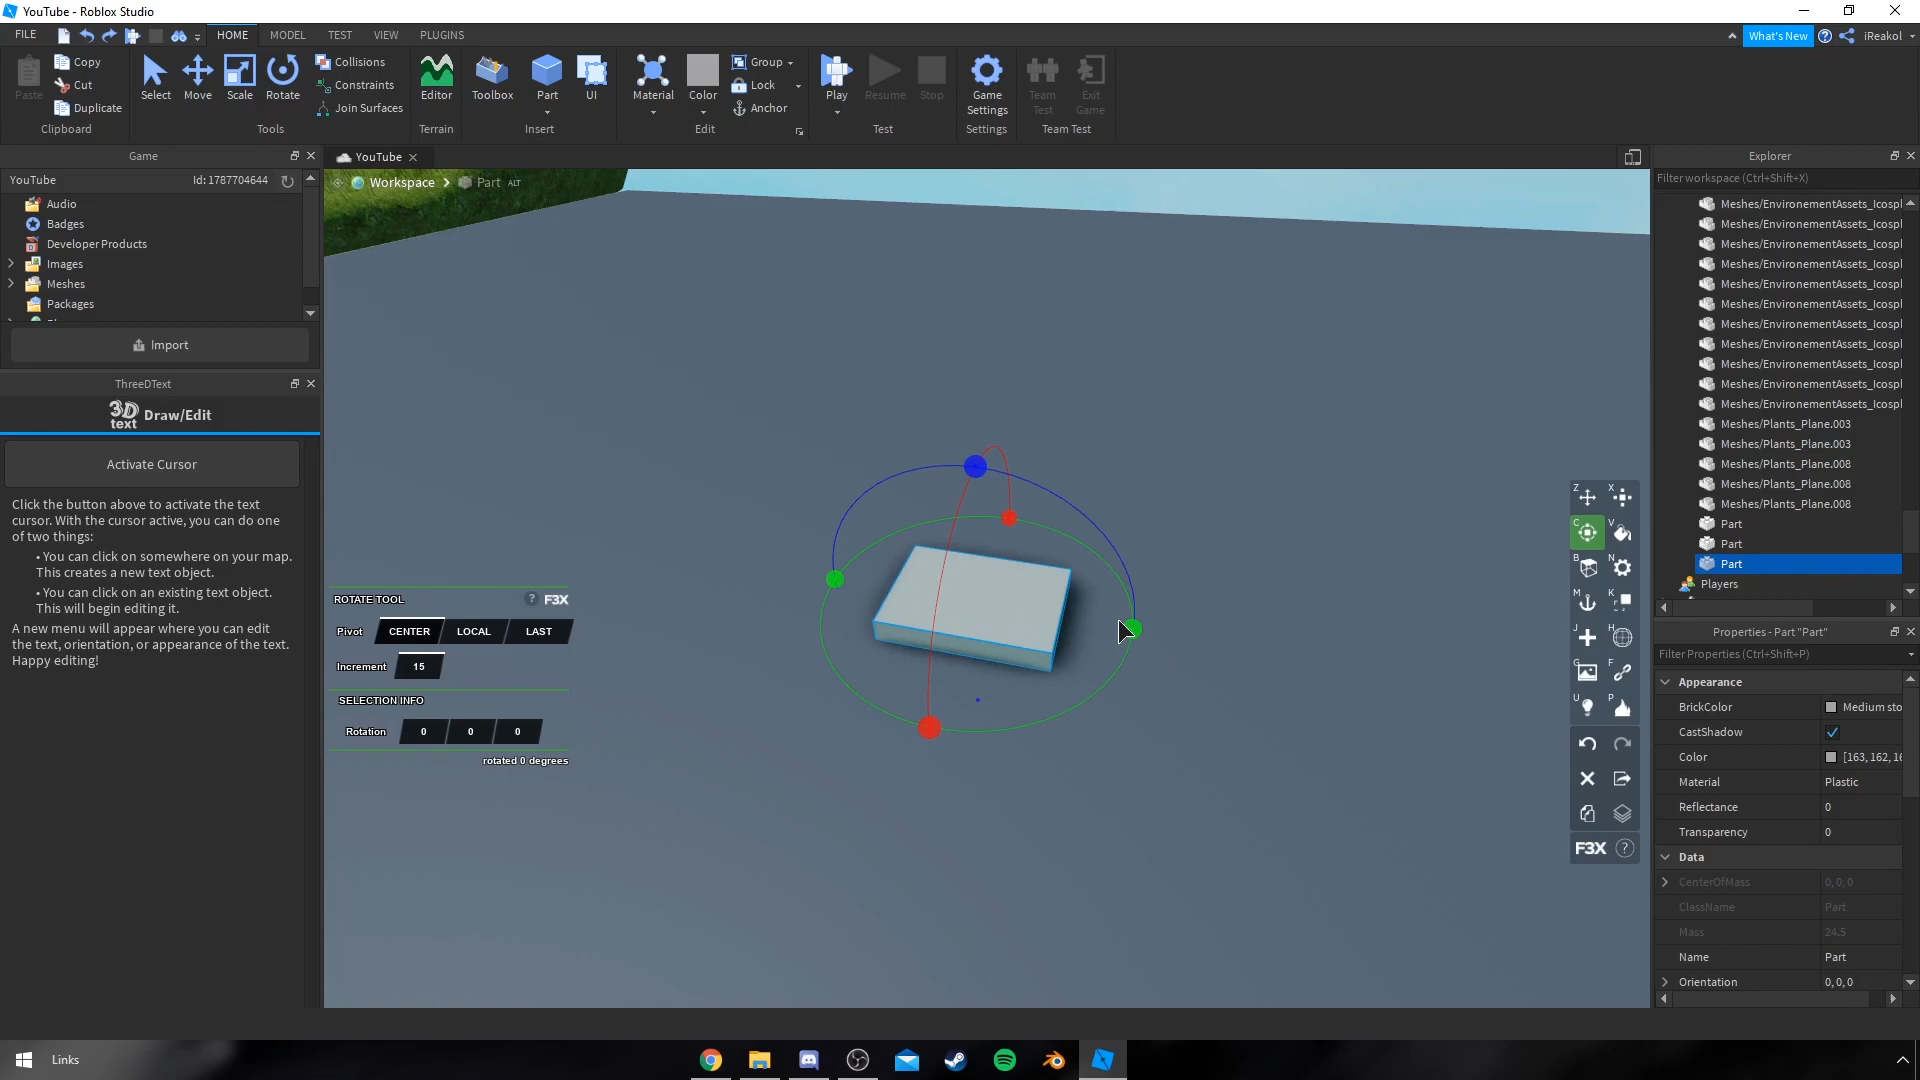 YouTube - Roblox Studio
FILE
HOME
MODEL
TEST
VIEW
PLUGINS
What's New
iReakol
Paste
Copy
Cut
Duplicate
Clipboard
Select
Move
Scale
Rotate
Collisions
Constraints
Join Surfaces
Tools
Editor
Terrain
Toolbox
Part
UI
Insert
Material
Color
Group
Lock
Anchor
Edit
Play
Resume
Stop
Test
Game Settings
Settings
Team Test
Exit Game
Team Test
Game
YouTube
Id: 1787704644
Audio
Badges
Developer Products
Images
Meshes
Packages
Import
ThreeDText
3D text
Draw/Edit
Activate Cursor
Click the button above to activate the text
cursor. With the cursor active, you can do one
of two things:
• You can click on somewhere on your map.
This creates a new text object.
• You can click on an existing text object.
This will begin editing it.
A new menu will appear where you can edit
the text, orientation, or appearance of the text.
Happy editing!
YouTube
Workspace
Part
ALT
ROTATE TOOL
? F3X
Pivot
CENTER
LOCAL
LAST
Increment
15
SELECTION INFO
Rotation
0
0
0
rotated 0 degrees
Z
X
C
V
B
N
M
K
J
H
G
F
U
P
F3X ?
Explorer
Filter workspace (Ctrl+Shift+X)
Meshes/EnvironementAssets_Icospl
Meshes/EnvironementAssets_Icospl
Meshes/EnvironementAssets_Icospl
Meshes/EnvironementAssets_Icospl
Meshes/EnvironementAssets_Icospl
Meshes/EnvironementAssets_Icospl
Meshes/EnvironementAssets_Icospl
Meshes/EnvironementAssets_Icospl
Meshes/EnvironementAssets_Icospl
Meshes/EnvironementAssets_Icospl
Meshes/EnvironementAssets_Icospl
Meshes/Plants_Plane.003
Meshes/Plants_Plane.003
Meshes/Plants_Plane.008
Meshes/Plants_Plane.008
Meshes/Plants_Plane.008
Part
Part
Part
Players
Properties - Part "Part"
Filter Properties (Ctrl+Shift+P)
Appearance
BrickColor
Medium sto
CastShadow
Color
[163, 162, 16
Material
Plastic
Reflectance
0
Transparency
0
Data
CenterOfMass
0, 0, 0
ClassName
Part
Mass
24.5
Name
Part
Orientation
0, 0, 0
Links